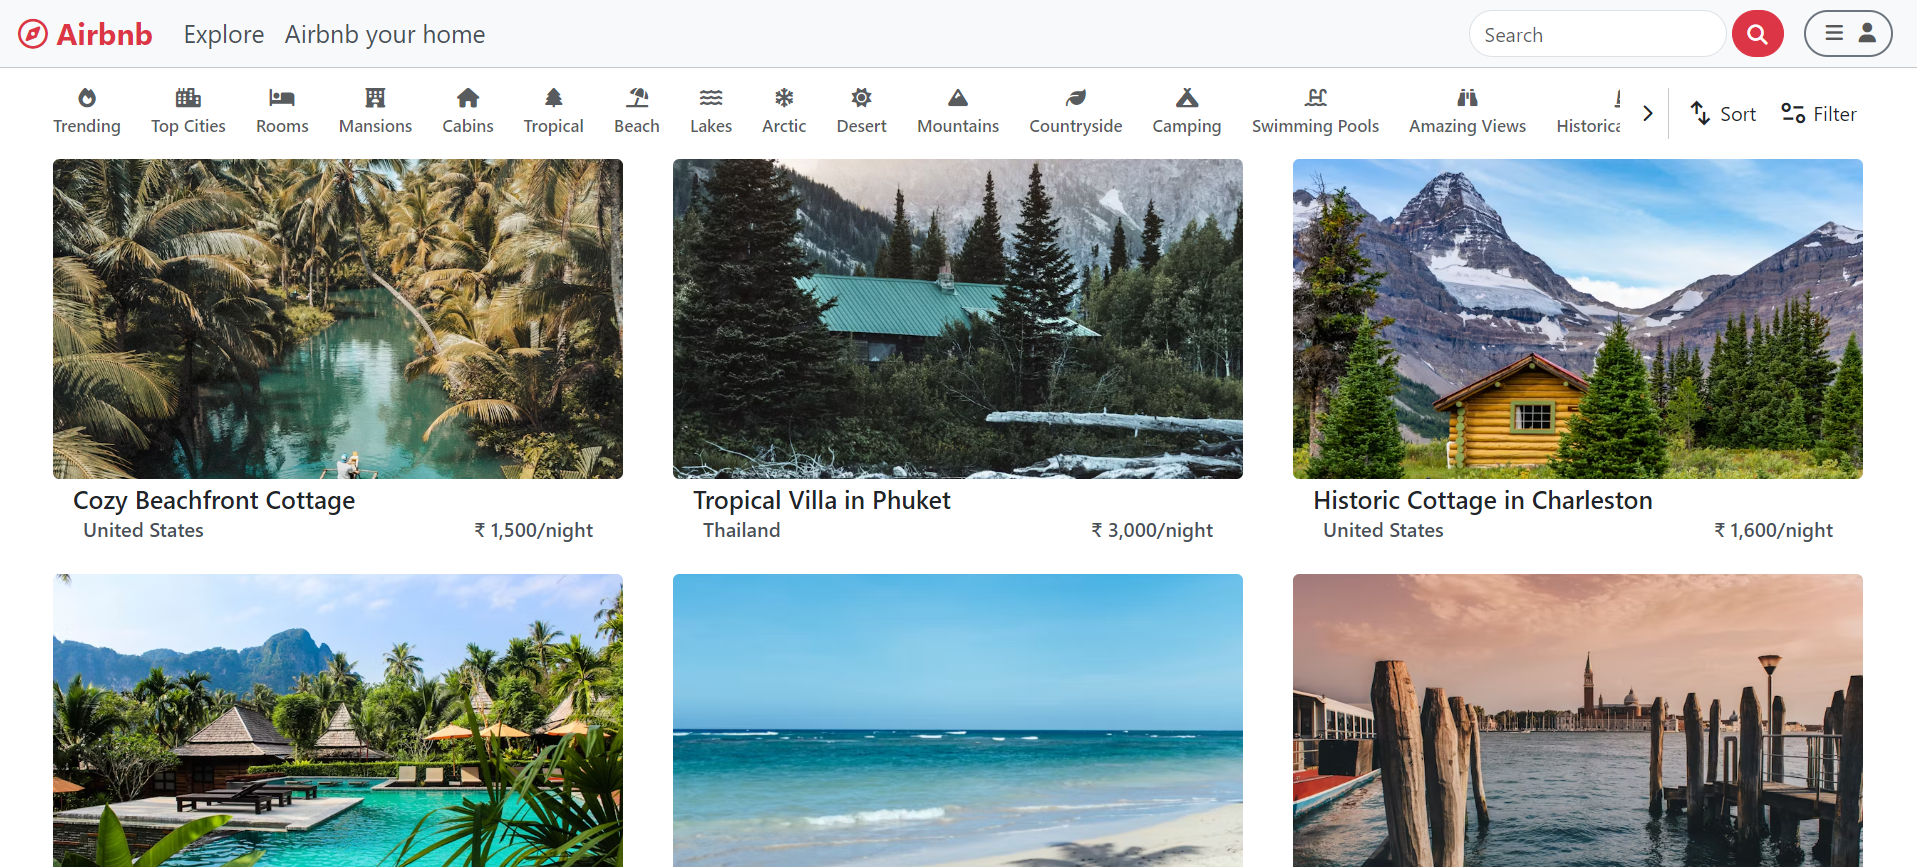 Airbnb Explore Airbnb your home Search
Trending Top Cities Rooms Mansions Cabins Tropical Beach Lakes Arctic Desert Mountains Countryside Camping Swimming Pools Amazing Views Sort Filter
Cozy Beachfront Cottage Tropical Villa in Phuket Historic Cottage in Charleston
United States ₹ 1,500/night Thailand ₹ 3,000/night United States ₹ 1,600/night